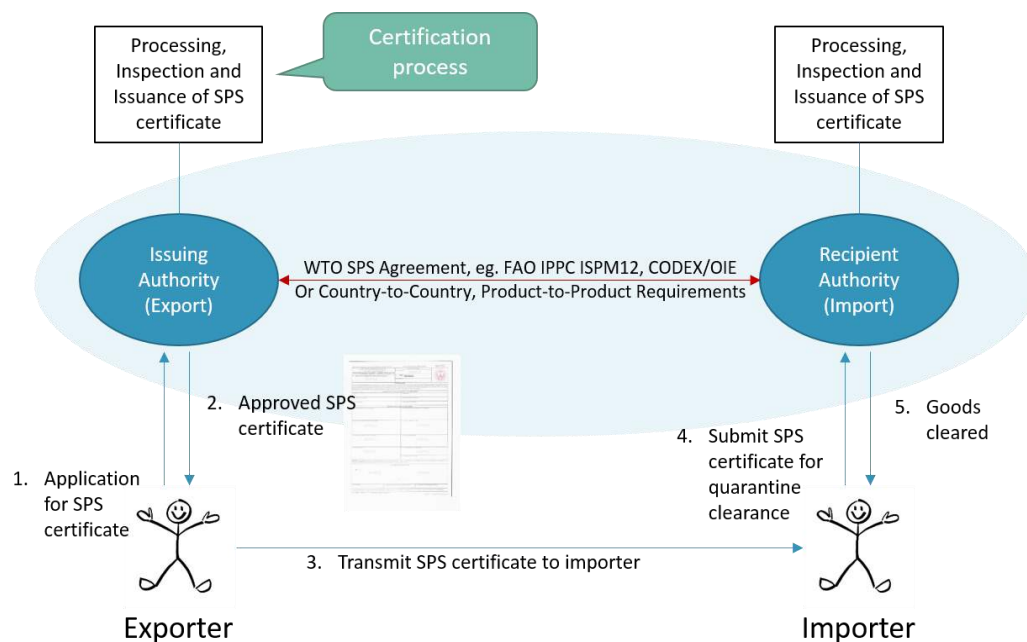 Processing,
Inspection and
Issuance of SPS
certificate
Certification
process
Processing,
Inspection and
Issuance of SPS
certificate
Issuing
Authority
(Export)
WTO SPS Agreement, eg. FAO IPPC ISPM12, CODEX/OIE
Or Country-to-Country, Product-to-Product Requirements
Recipient
Authority
(Import)
1. Application
for SPS
certificate
2. Approved SPS
certificate
3. Transmit SPS certificate to importer
4. Submit SPS
certificate for
quarantine
clearance
5. Goods
cleared
Exporter
Importer